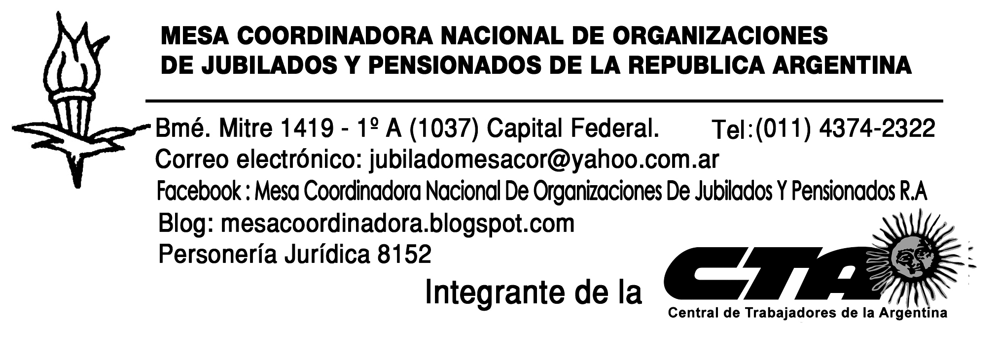 MESA COORDINADORA NACIONAL DE ORGANIZACIONES
DE JUBILADOS Y PENSIONADOS DE LA REPUBLICA ARGENTINA
Bmé. Mitre 1419 - 1º A (1037) Capital Federal. Tel:(011) 4374-2322
Correo electrónico: jubiladomesacor@yahoo.com.ar
Facebook : Mesa Coordinadora Nacional De Organizaciones De Jubilados Y Pensionados R.A
Blog: mesacoordinadora.blogspot.com
Personería Jurídica 8152
Integrante de la CTA
Central de Trabajadores de la Argentina